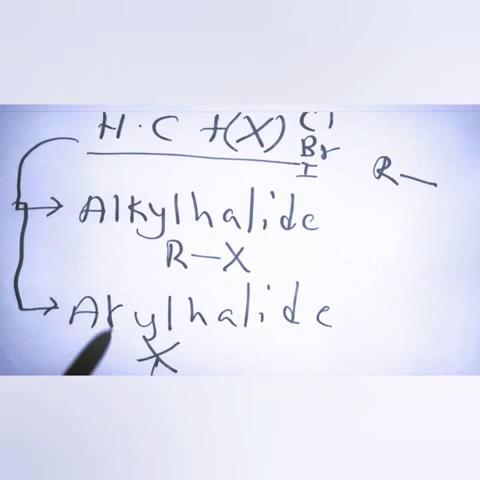 H.C +(X) Cl
Br
I
R—
Alkylhalide
R—X
Arylhalide
X